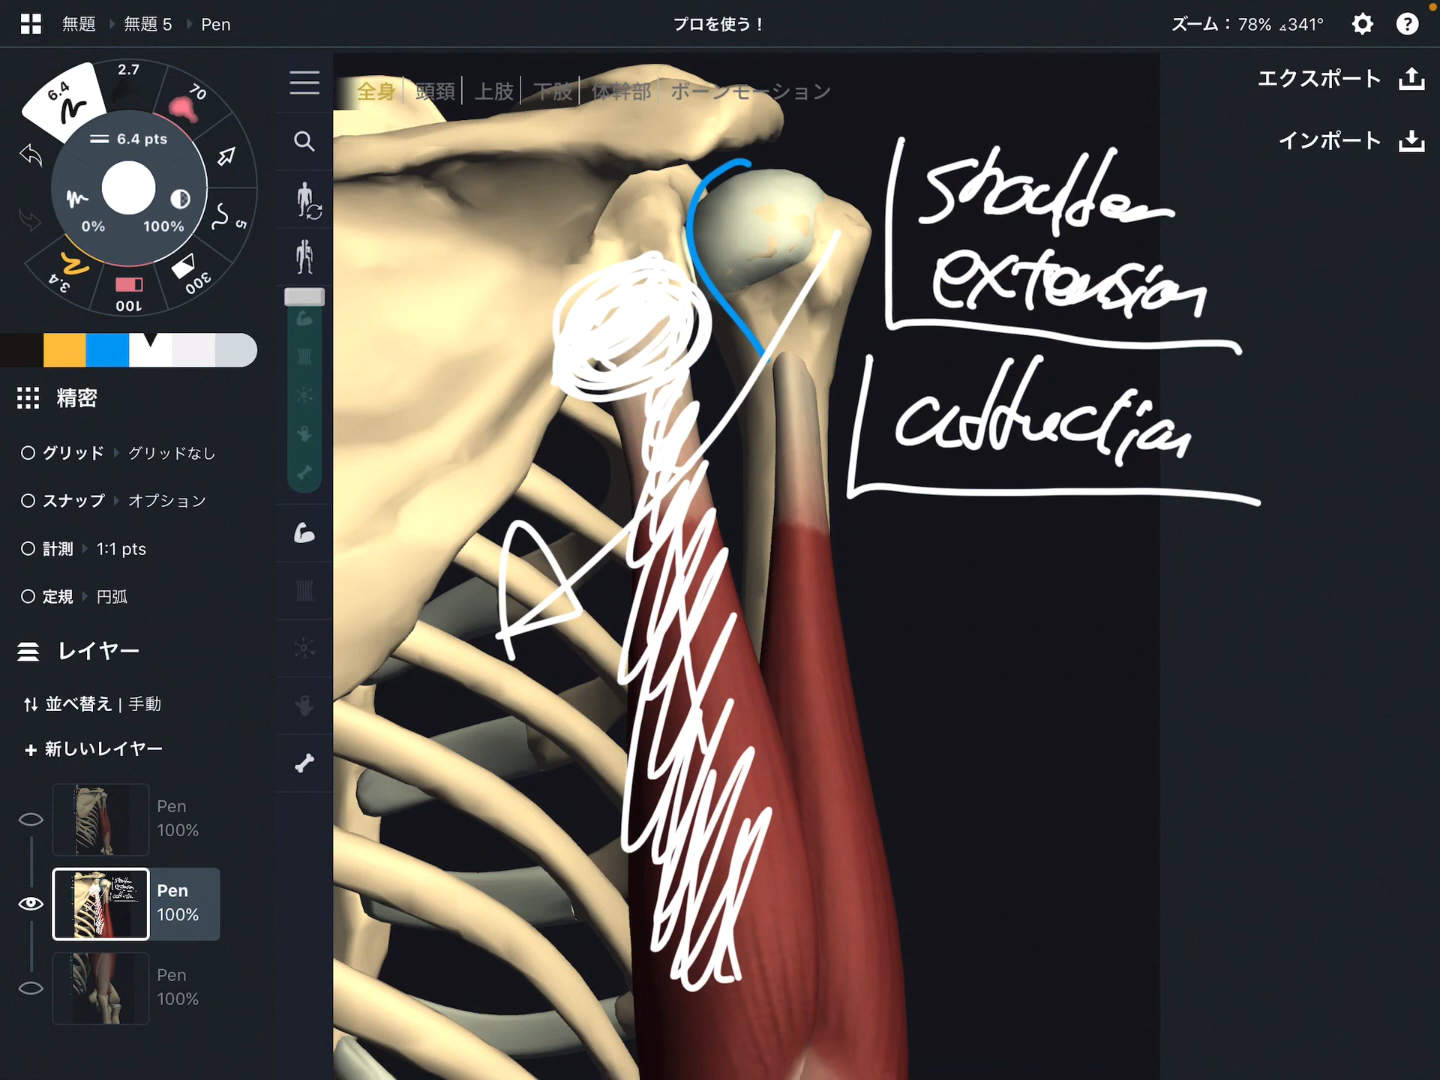 無題 無題 5 Pen
プロを使う！
ズーム： 78% ⦟341°
エクスポート
インポート
全身 頭頚 上肢 下肢 体幹部 ボーンモーション
6.4
2.7
70
5
300
100
3.4
6.4 pts
0% 100%
精密
グリッド グリッドなし
スナップ オプション
計測 1:1 pts
定規 円弧
レイヤー
並べ替え | 手動
+ 新しいレイヤー
Pen
100%
Pen
100%
Pen
100%
shoulder
extension
adduction